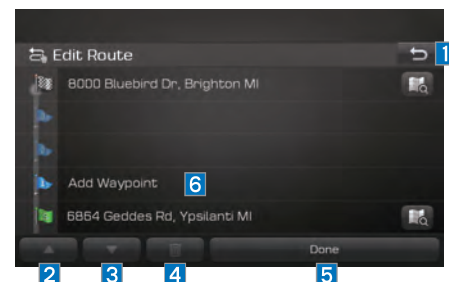 Edit Route
1
8000 Bluebird Dr, Brighton MI
Add Waypoint
6
6864 Geddes Rd, Ypsilanti MI
Done
2
3
4
5